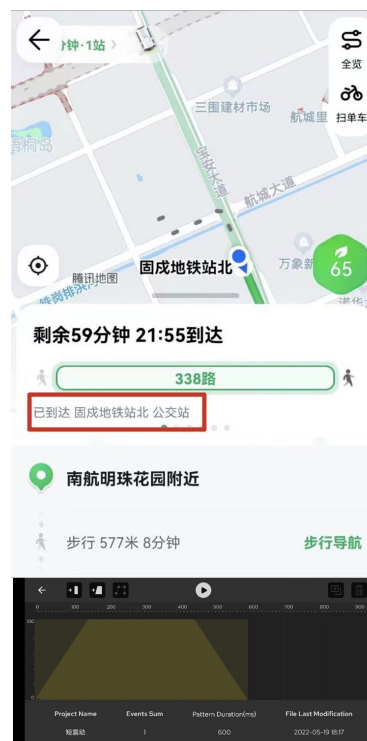 钟·1站
全览
三围建材市场
航城里
扫单车
宝安大道
航城大道
固戍地铁站北
万象新
65
腾讯地图
铁岗排洪
剩余59分钟 21:55到达
338路
已到达 固戍地铁站北 公交站
南航明珠花园附近
步行 577米 8分钟
步行导航
0 100 200 300 400 500 600 700 800 900
100
0
Project Name Events Sum Pattern Duration(ms) File Last Modification
短震动 1 600 2022-05-19 18:17